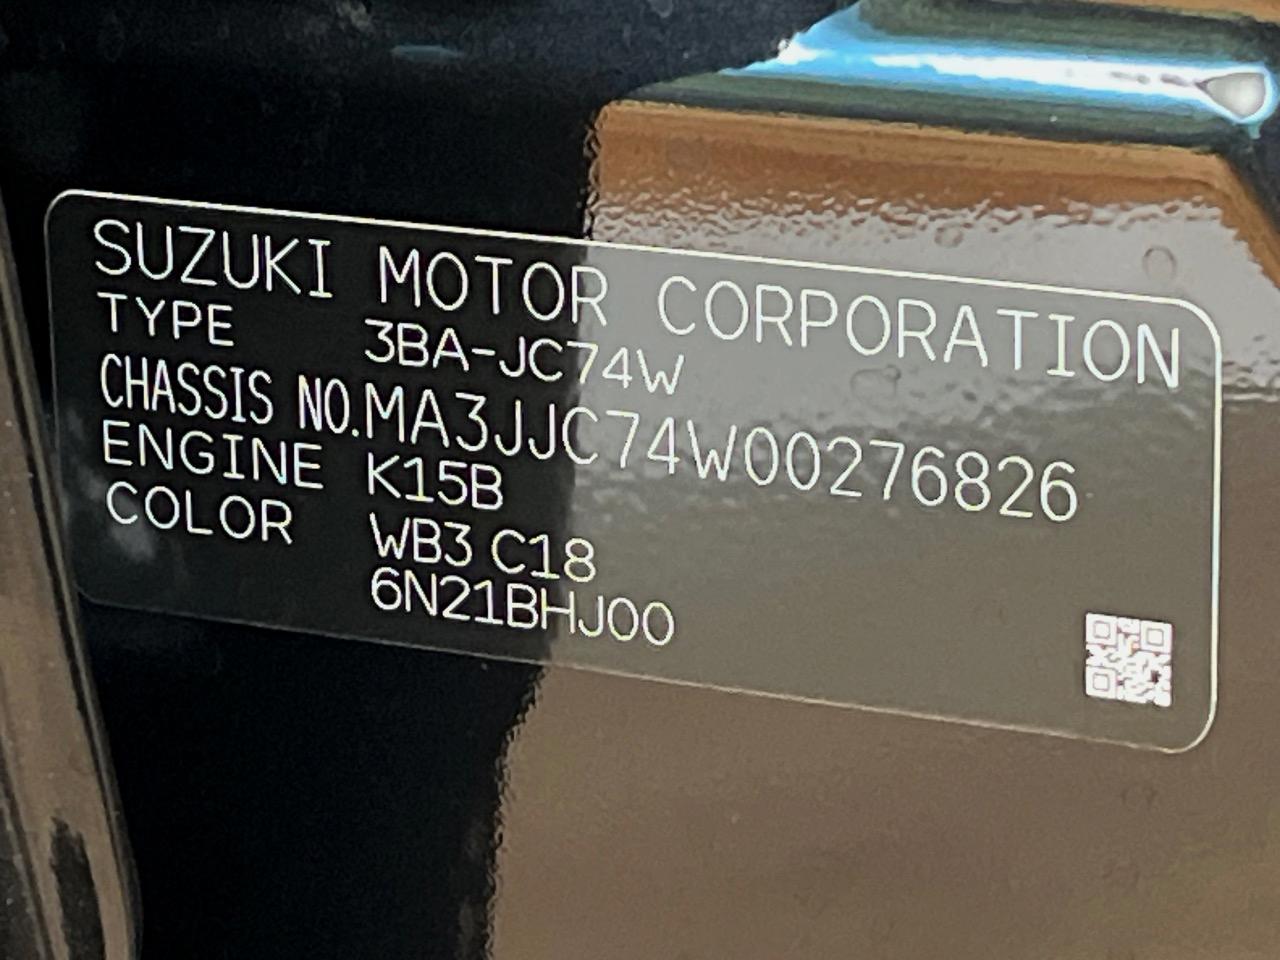 SUZUKI MOTOR CORPORATION
TYPE 3BA-JC74W
CHASSIS NO.MA3JJC74W00276826
ENGINE K15B
COLOR WB3 C18
6N21BHJ00